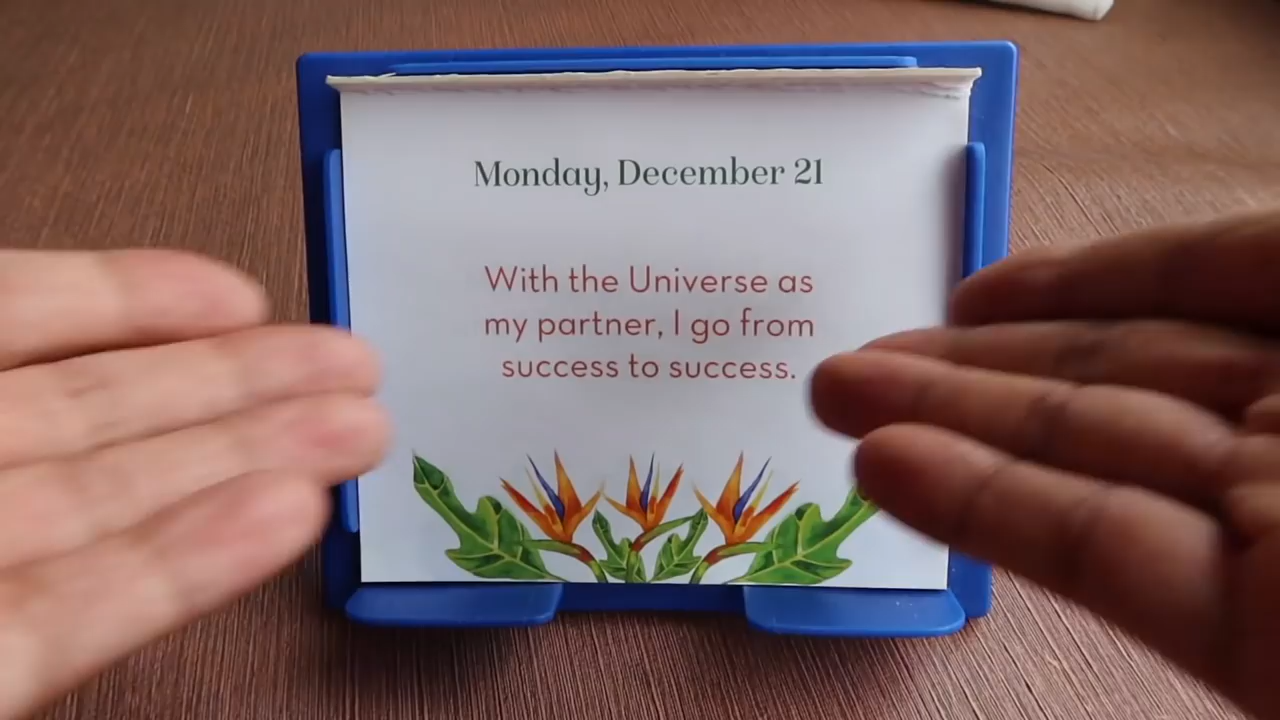 Monday, December 21
With the Universe as
my partner, I go from
success to success.